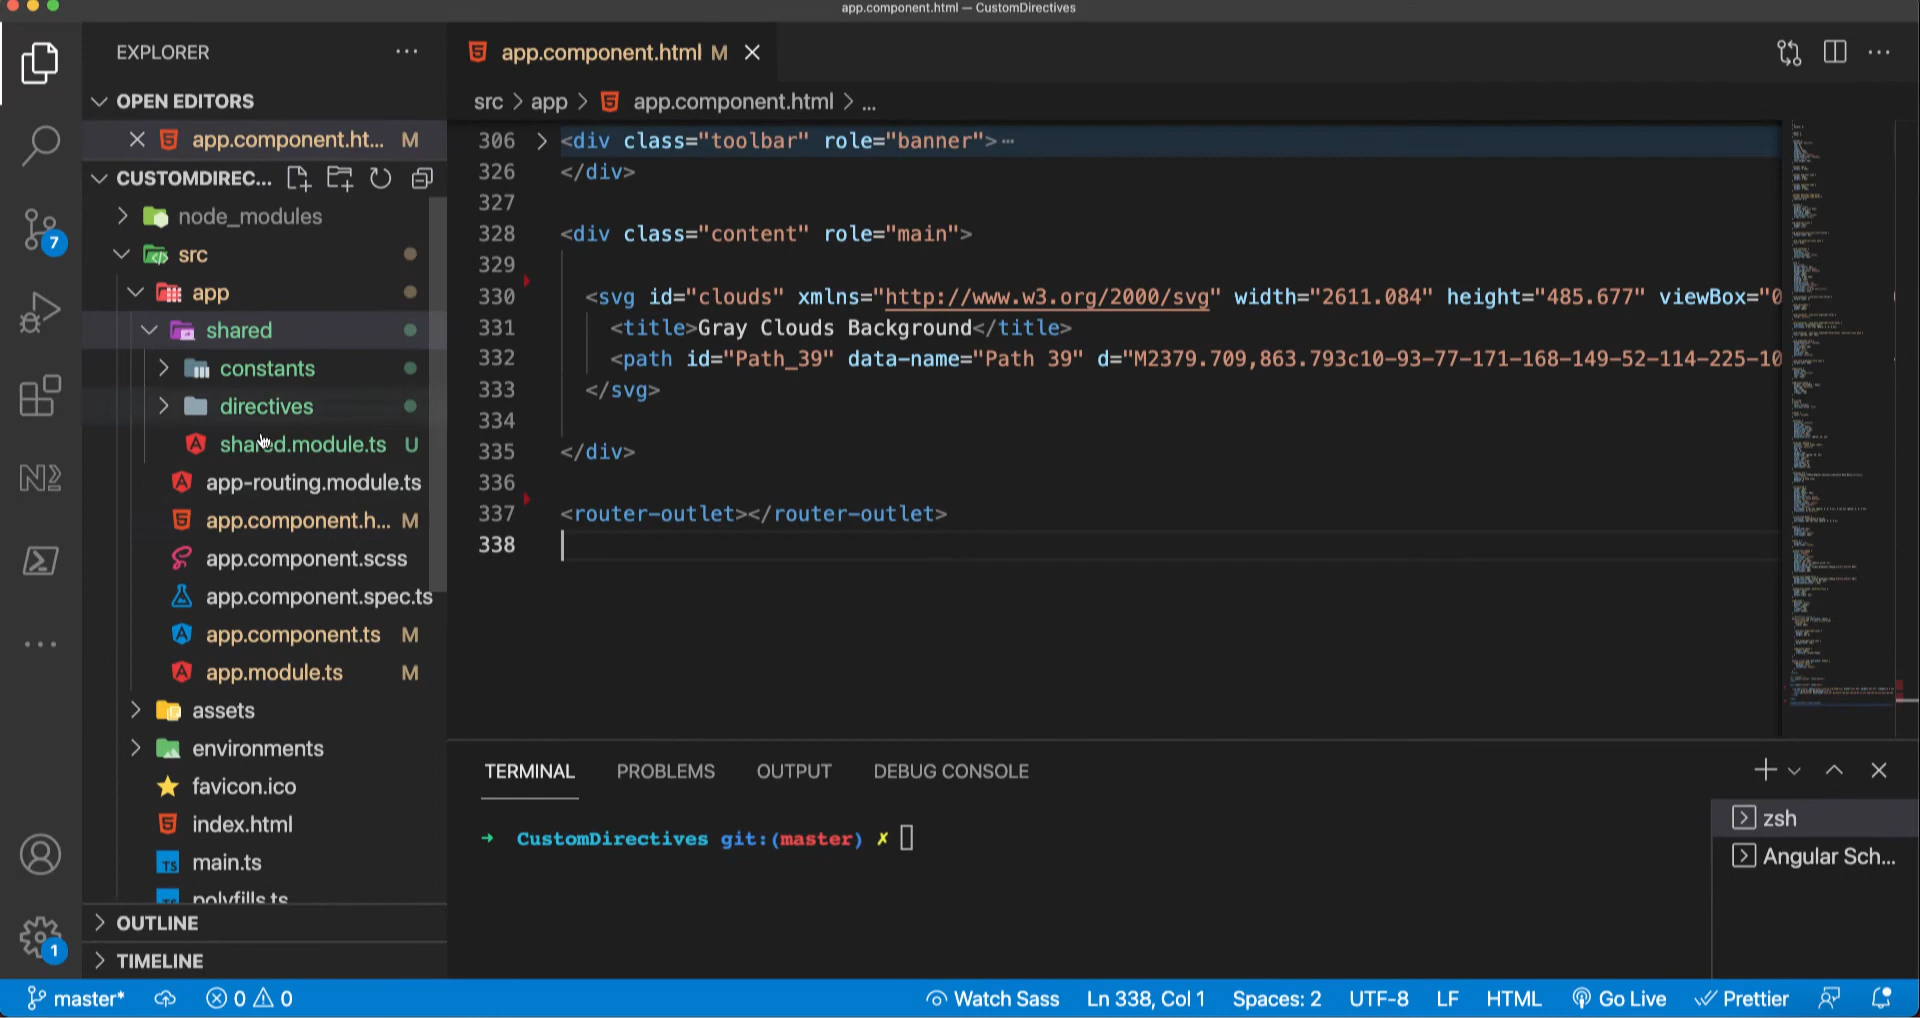 app.component.html — CustomDirectives
EXPLORER
OPEN EDITORS
app.component.ht... M
CUSTOMDIREC...
node_modules
src
app
shared
constants
directives
shared.module.ts U
app-routing.module.ts
app.component.h... M
app.component.scss
app.component.spec.ts
app.component.ts M
app.module.ts M
assets
environments
favicon.ico
index.html
TS main.ts
TS polyfills.ts
OUTLINE
TIMELINE
7
1
app.component.html M
src > app > app.component.html > ...
306 <div class="toolbar" role="banner">⋯
326 </div>
327
328 <div class="content" role="main">
329
330 <svg id="clouds" xmlns="http://www.w3.org/2000/svg" width="2611.084" height="485.677" viewBox="0
331 <title>Gray Clouds Background</title>
332 <path id="Path_39" data-name="Path 39" d="M2379.709,863.793c10-93-77-171-168-149-52-114-225-10
333 </svg>
334
335 </div>
336
337 <router-outlet></router-outlet>
338
TERMINAL PROBLEMS OUTPUT DEBUG CONSOLE
➜ CustomDirectives git:(master) ✗
zsh
Angular Sch...
master* 0 0 Watch Sass Ln 338, Col 1 Spaces: 2 UTF-8 LF HTML Go Live Prettier